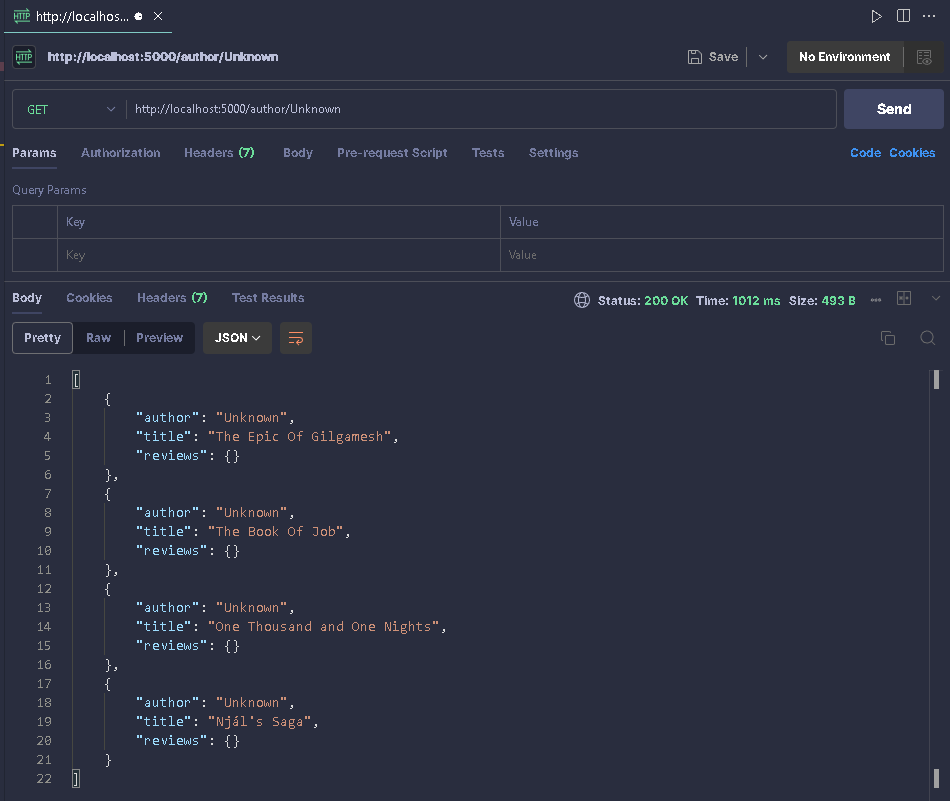 HTTP http://localhos...
HTTP http://localhost:5000/author/Unknown Save No Environment
GET http://localhost:5000/author/Unknown Send
Params Authorization Headers (7) Body Pre-request Script Tests Settings Code Cookies
Query Params
Key Value
Key Value
Body Cookies Headers (7) Test Results Status: 200 OK Time: 1012 ms Size: 493 B
Pretty Raw Preview JSON
1 [
2 {
3 "author": "Unknown",
4 "title": "The Epic Of Gilgamesh",
5 "reviews": {}
6 },
7 {
8 "author": "Unknown",
9 "title": "The Book Of Job",
10 "reviews": {}
11 },
12 {
13 "author": "Unknown",
14 "title": "One Thousand and One Nights",
15 "reviews": {}
16 },
17 {
18 "author": "Unknown",
19 "title": "Njál's Saga",
20 "reviews": {}
21 }
22 ]